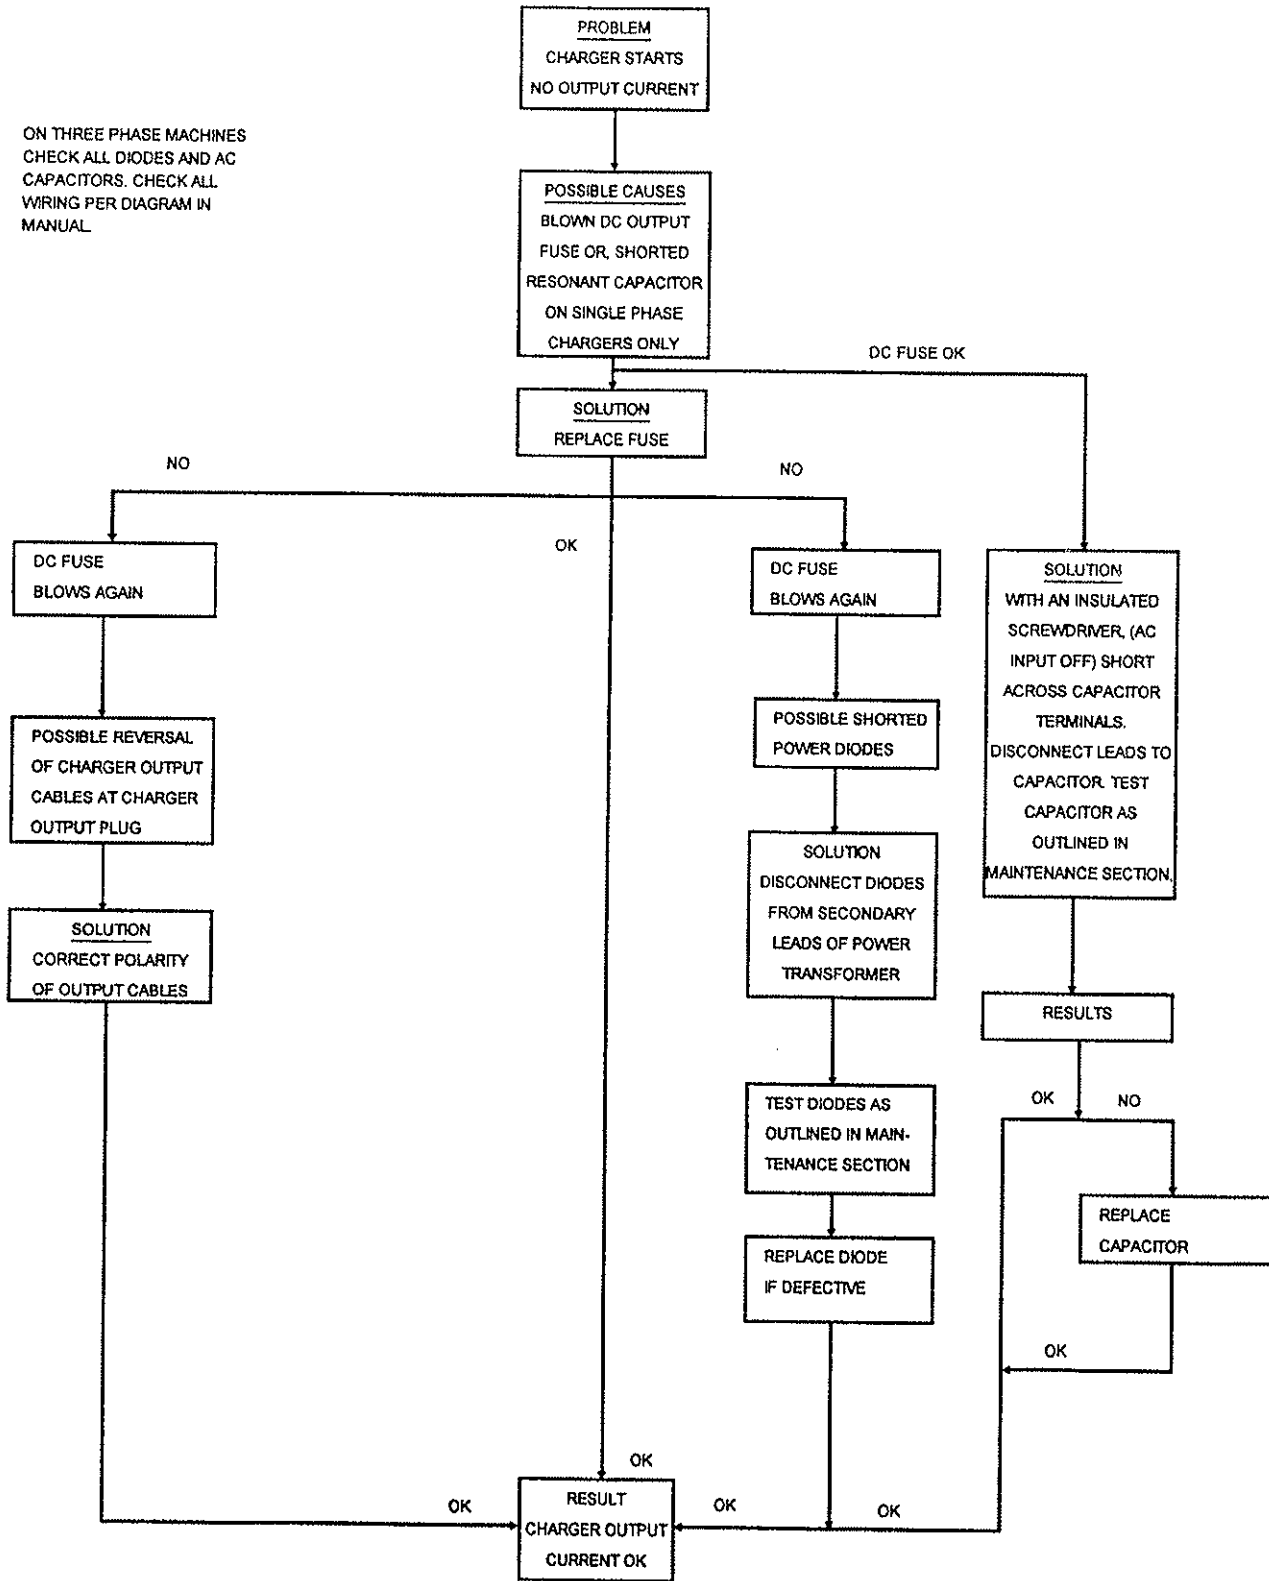 PROBLEM
CHARGER STARTS
NO OUTPUT CURRENT
ON THREE PHASE MACHINES
CHECK ALL DIODES AND AC
CAPACITORS. CHECK ALL
WIRING PER DIAGRAM IN
MANUAL.
POSSIBLE CAUSES
BLOWN DC OUTPUT
FUSE OR, SHORTED
RESONANT CAPACITOR
ON SINGLE PHASE
CHARGERS ONLY
DC FUSE OK
SOLUTION
REPLACE FUSE
NO
NO
OK
DC FUSE
BLOWS AGAIN
POSSIBLE REVERSAL
OF CHARGER OUTPUT
CABLES AT CHARGER
OUTPUT PLUG
SOLUTION
CORRECT POLARITY
OF OUTPUT CABLES
DC FUSE
BLOWS AGAIN
POSSIBLE SHORTED
POWER DIODES
SOLUTION
DISCONNECT DIODES
FROM SECONDARY
LEADS OF POWER
TRANSFORMER
TEST DIODES AS
OUTLINED IN MAIN-
TENANCE SECTION
REPLACE DIODE
IF DEFECTIVE
SOLUTION
WITH AN INSULATED
SCREWDRIVER, (AC
INPUT OFF) SHORT
ACROSS CAPACITOR
TERMINALS.
DISCONNECT LEADS TO
CAPACITOR. TEST
CAPACITOR AS
OUTLINED IN
MAINTENANCE SECTION.
RESULTS
OK
NO
REPLACE
CAPACITOR
OK
OK
OK
OK
OK
RESULT
CHARGER OUTPUT
CURRENT OK